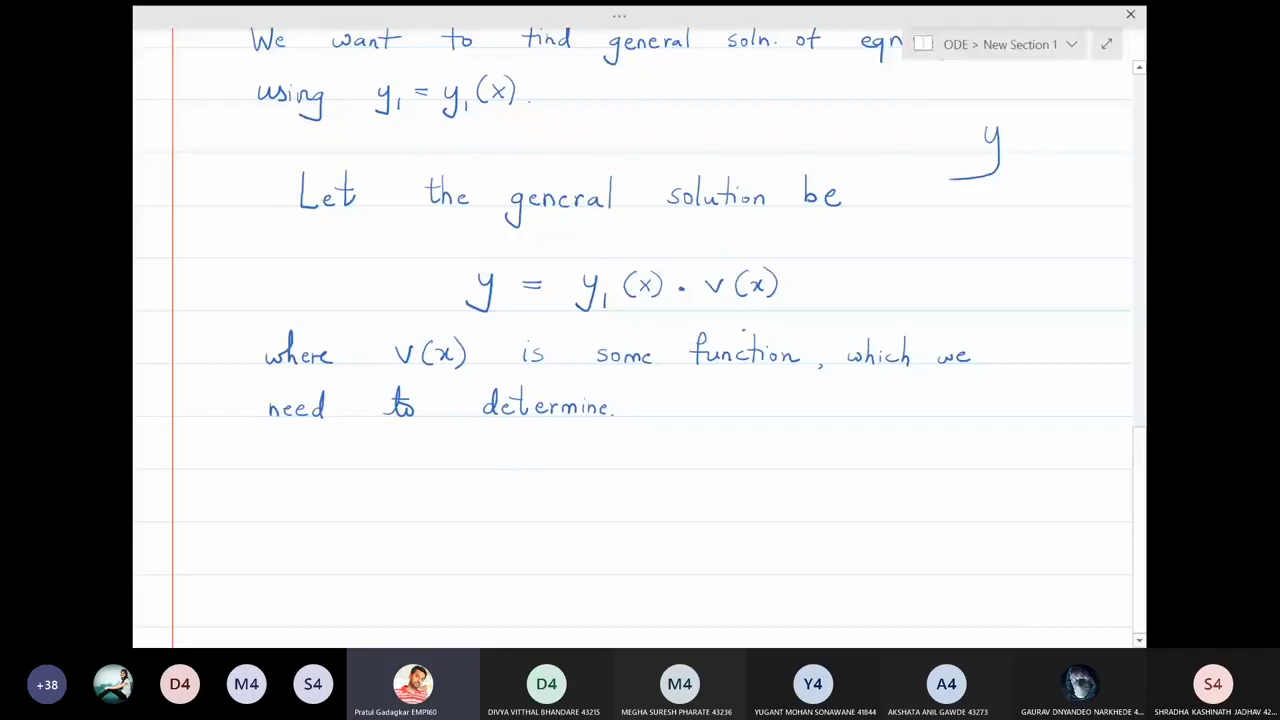 We want to find general soln. of eqn
using y₁ = y₁(x).
y
Let the general solution be
y = y₁(x) · v(x)
where v(x) is some function, which we
need to determine.
ODE > New Section 1
+38
D4
M4
S4
Pratul Gadagkar EMP160
D4
DIVYA VITTHAL BHANDARE 43215
M4
MEGHA SURESH PHARATE 43236
Y4
YUGANT MOHAN SONAWANE 41844
A4
AKSHATA ANIL GAWDE 43273
GAURAV DNYANDEO NARKHEDE 4...
S4
SHRADHA KASHINATH JADHAV 42...